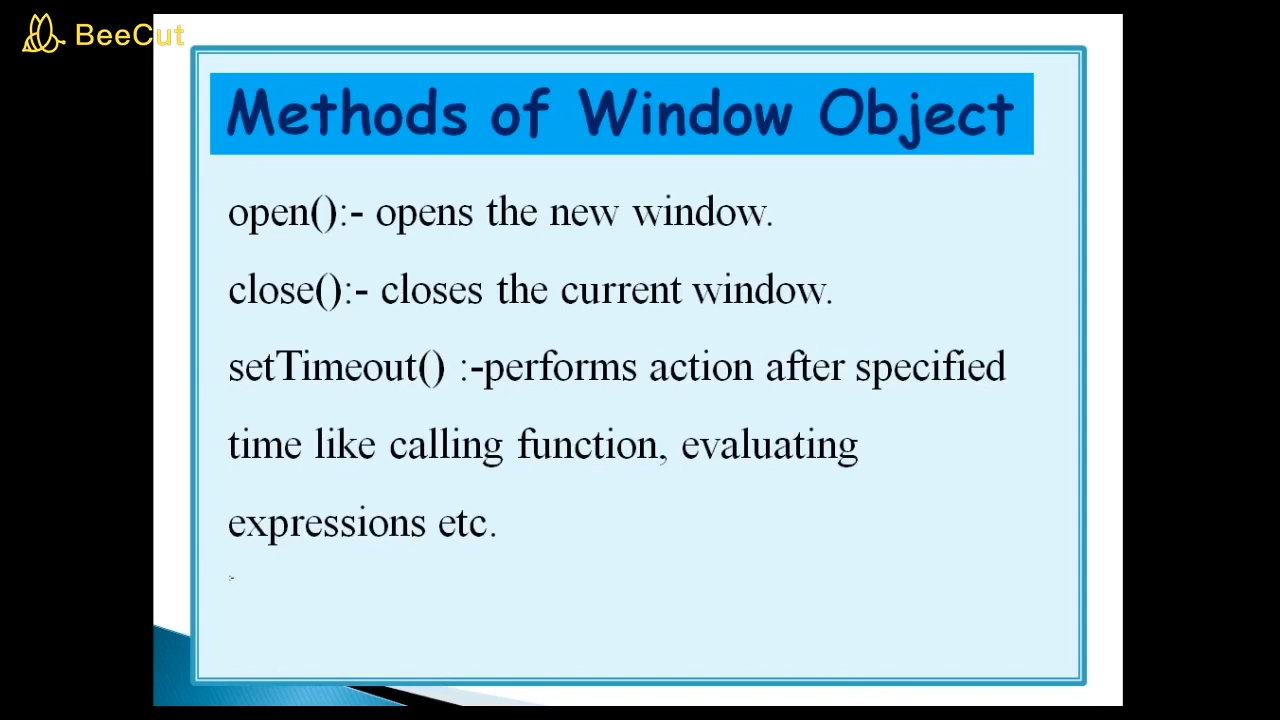 BeeCut
Methods of Window Object
open():- opens the new window.
close():- closes the current window.
setTimeout() :-performs action after specified
time like calling function, evaluating
expressions etc.
:-